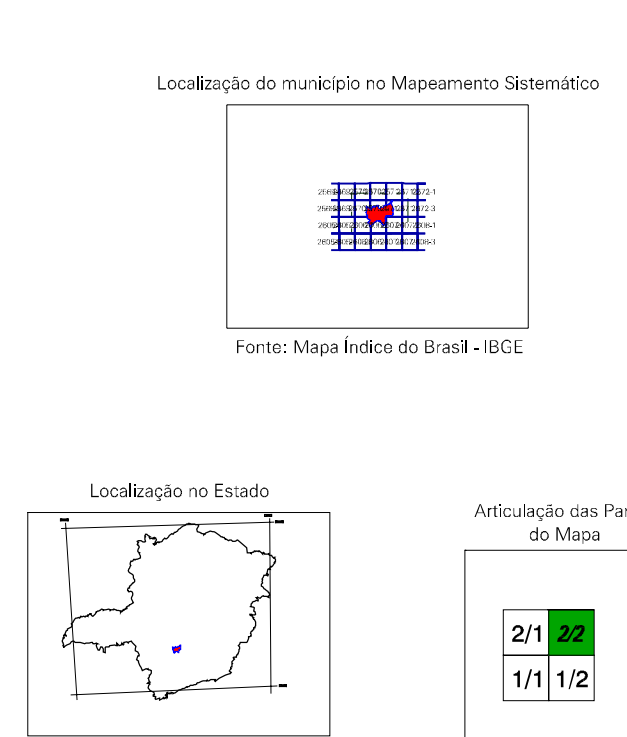 Localização do município no Mapeamento Sistemático
Fonte: Mapa Índice do Brasil - IBGE
Localização no Estado
Articulação das Par
do Mapa
2/1 2/2
1/1 1/2